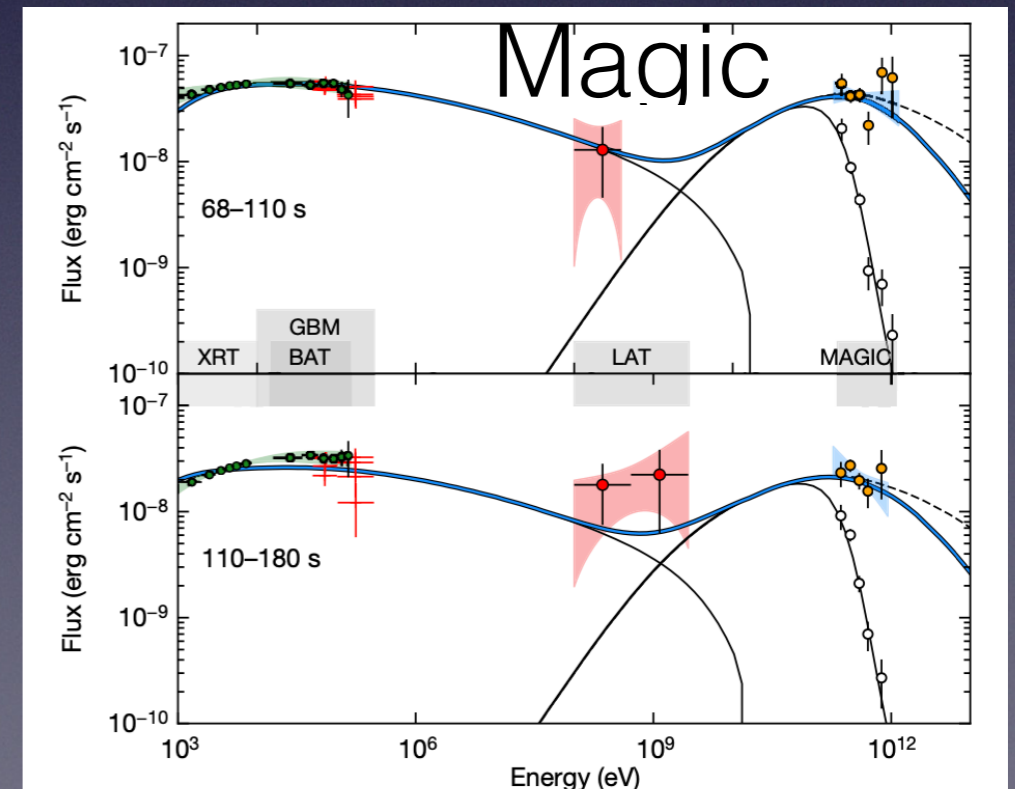 Magic
10⁻⁷
10⁻⁸
10⁻⁹
10⁻¹⁰
Flux (erg cm⁻² s⁻¹)
68–110 s
XRT
GBM
BAT
LAT
MAGIC
10⁻⁷
10⁻⁸
10⁻⁹
10⁻¹⁰
Flux (erg cm⁻² s⁻¹)
110–180 s
10³ 10⁶ 10⁹ 10¹²
Energy (eV)